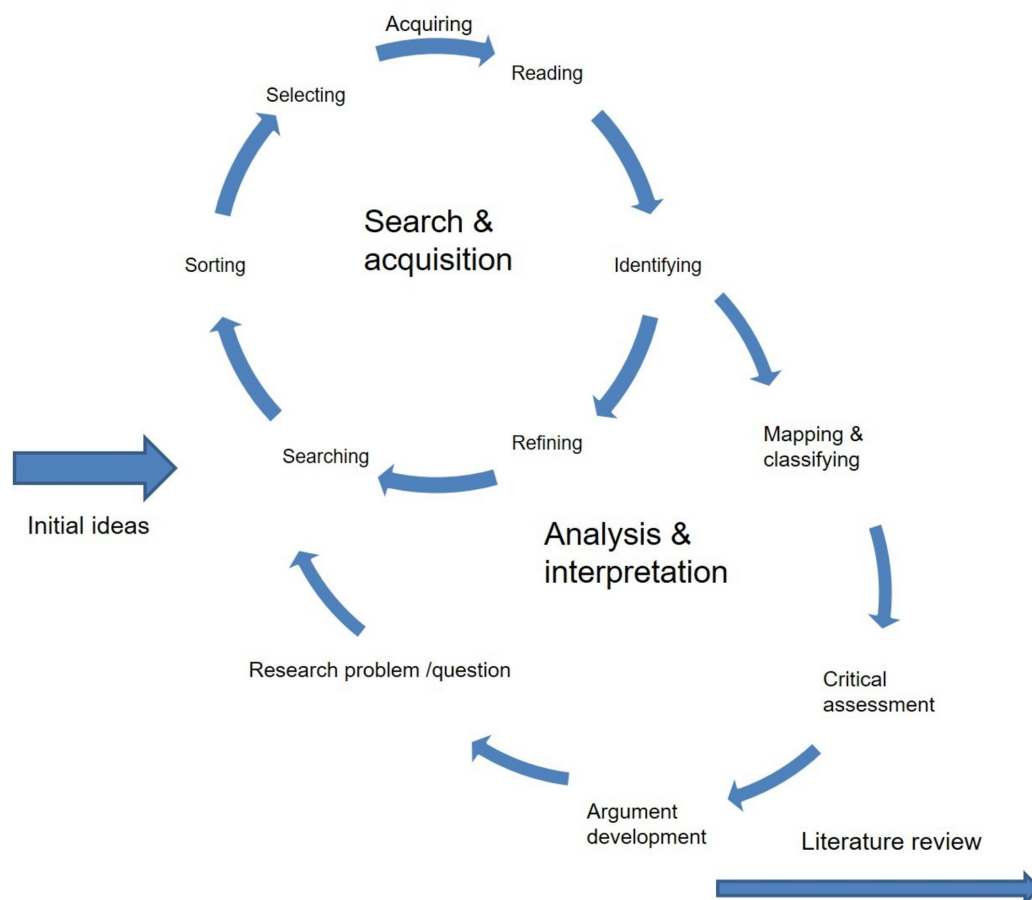 Acquiring
Reading
Selecting
Search &
acquisition
Sorting
Identifying
Mapping &
classifying
Refining
Searching
Initial ideas
Analysis &
interpretation
Research problem /question
Critical
assessment
Argument
development
Literature review